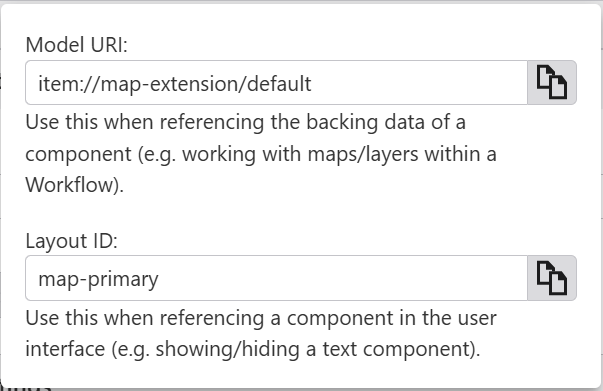 Model URI:
item://map-extension/default
Use this when referencing the backing data of a
component (e.g. working with maps/layers within a
Workflow).
Layout ID:
map-primary
Use this when referencing a component in the user
interface (e.g. showing/hiding a text component).